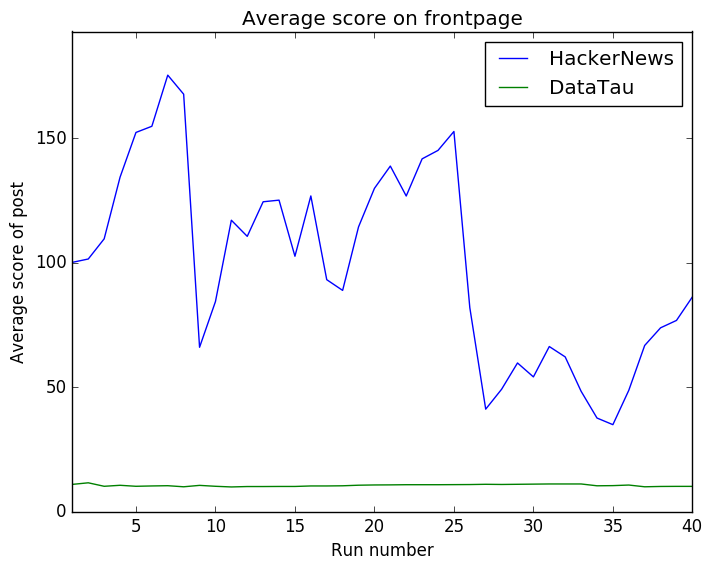 Average score on frontpage
HackerNews
DataTau
Average score of post
150
100
50
0
5 10 15 20 25 30 35 40
Run number